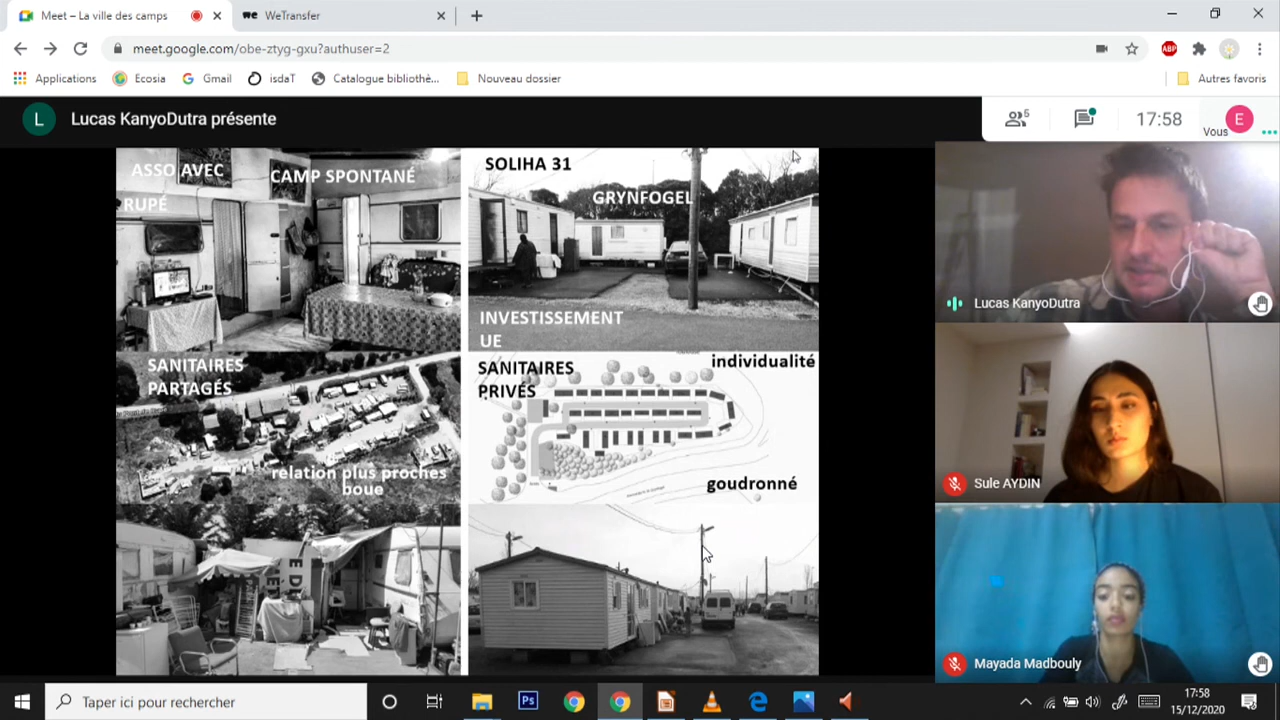 Meet – La ville des camps
WeTransfer
meet.google.com/obe-ztyg-gxu?authuser=2
ABP
Applications
Ecosia
Gmail
isdaT
Catalogue bibliothé...
Nouveau dossier
Autres favoris
L
Lucas KanyoDutra présente
5
17:58
Vous
E
ASSO AVEC
RUPÉ
CAMP SPONTANÉ
SOLIHA 31
GRYNFOGEL
INVESTISSEMENT
UE
SANITAIRES
PARTAGÉS
relation plus proches
boue
SANITAIRES
PRIVÉS
individualité
goudronné
Lucas KanyoDutra
Sule AYDIN
Mayada Madbouly
Taper ici pour rechercher
Ps
17:58
15/12/2020